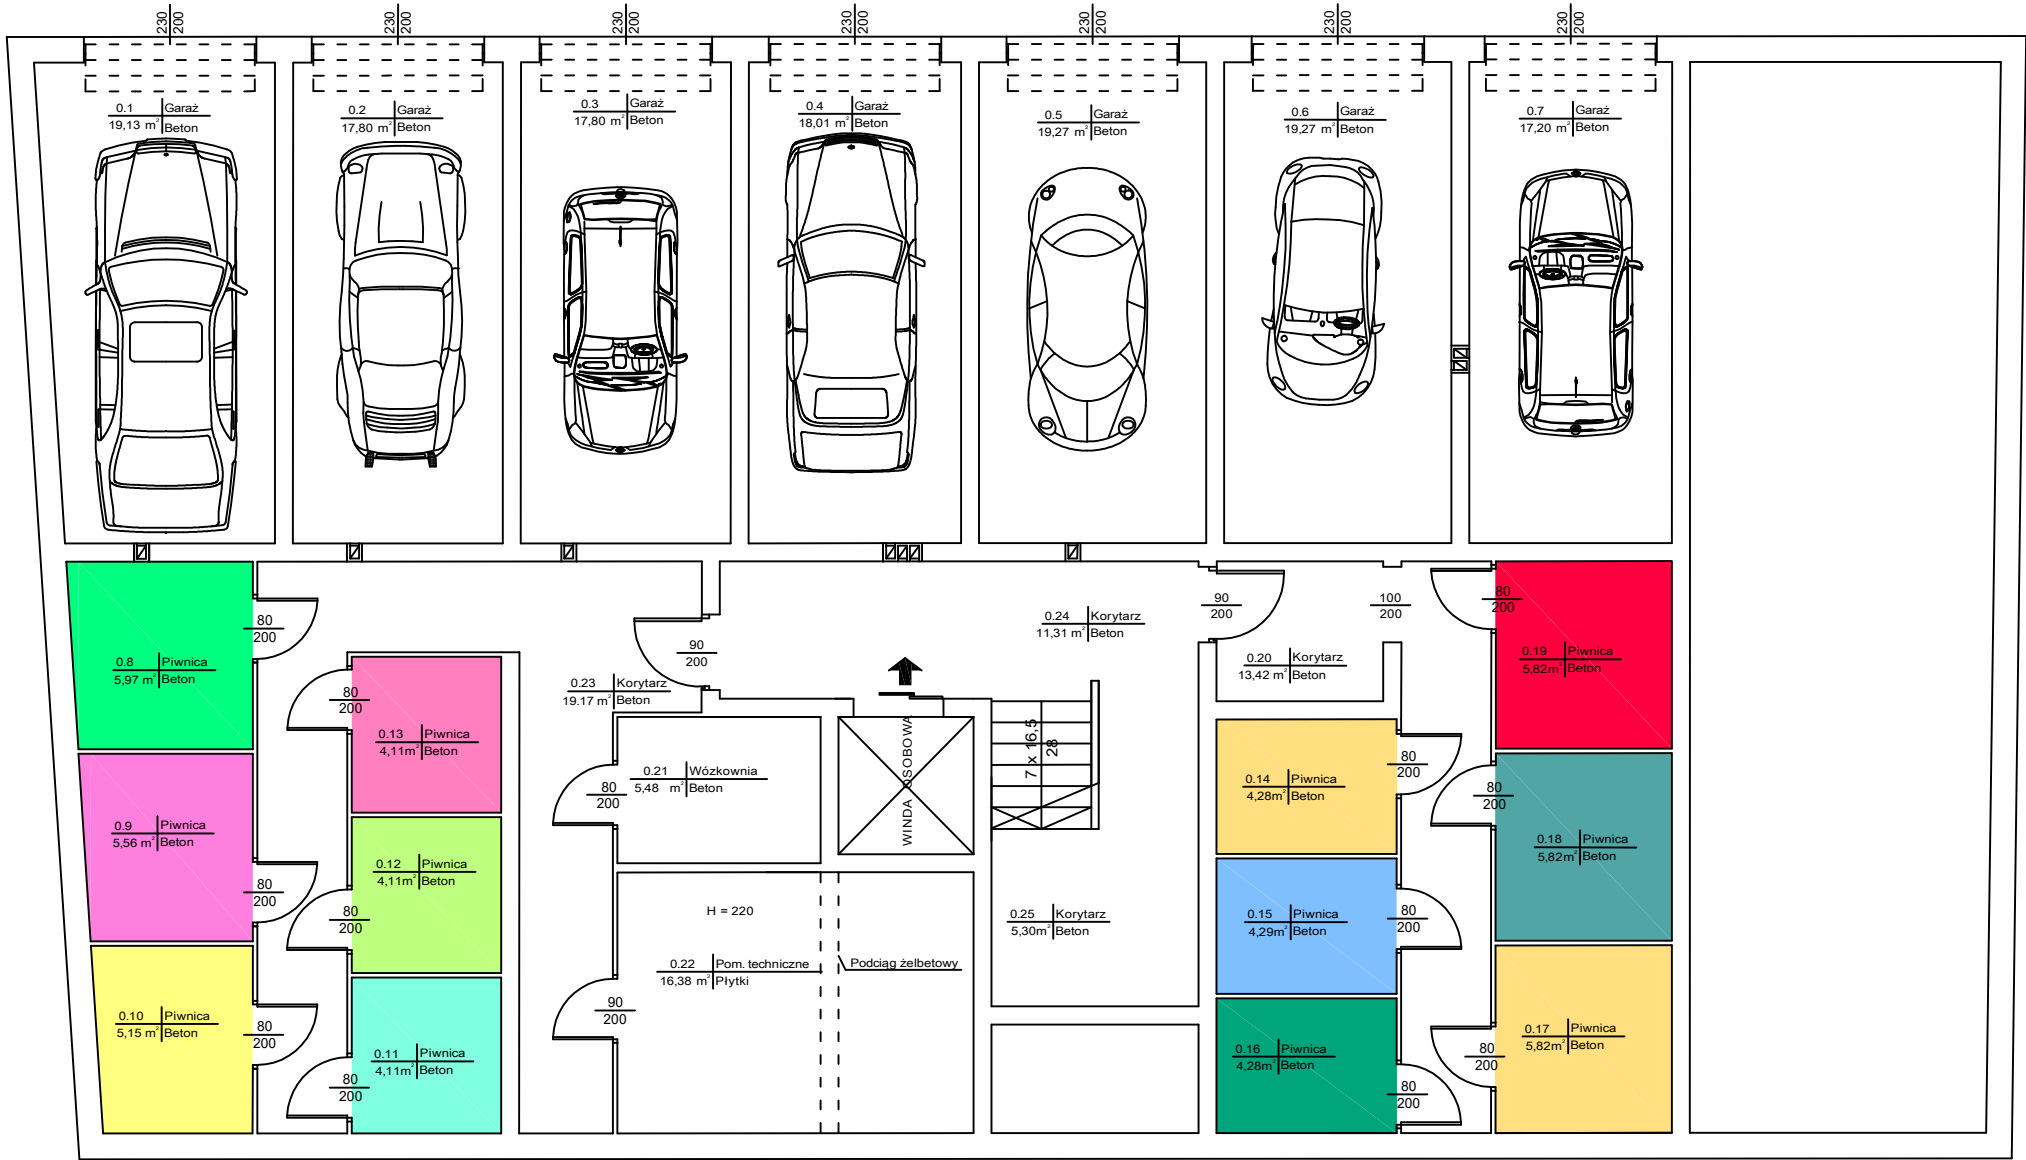 230
200
230
200
230
200
230
200
230
200
230
200
230
200
0.1 Garaż
19,13 m² Beton
0.2 Garaż
17,80 m² Beton
0.3 Garaż
17,80 m² Beton
0.4 Garaż
18,01 m² Beton
0.5 Garaż
19,27 m² Beton
0.6 Garaż
19,27 m² Beton
0.7 Garaż
17,20 m² Beton
0.8 Piwnica
5,97 m² Beton
80
200
0.9 Piwnica
5,56 m² Beton
80
200
0.10 Piwnica
5,15 m² Beton
80
200
80
200
0.13 Piwnica
4,11m² Beton
0.12 Piwnica
4,11m² Beton
80
200
0.11 Piwnica
4,11m² Beton
80
200
0.23 Korytarz
19.17 m² Beton
90
200
0.21 Wózkownia
5,48 m² Beton
80
200
H = 220
0.22 Pom. techniczne
16,38 m² Płytki
Podciąg żelbetowy
90
200
WINDA OSOBOWA
7 x 16,5
28
0.24 Korytarz
11,31 m² Beton
0.25 Korytarz
5,30m² Beton
90
200
100
200
0.20 Korytarz
13,42 m² Beton
0.14 Piwnica
4,28m² Beton
80
200
0.15 Piwnica
4,29m² Beton
80
200
0.16 Piwnica
4,28m² Beton
80
200
80
200
0.19 Piwnica
5,82m² Beton
80
200
0.18 Piwnica
5,82m² Beton
0.17 Piwnica
5,82m² Beton
80
200